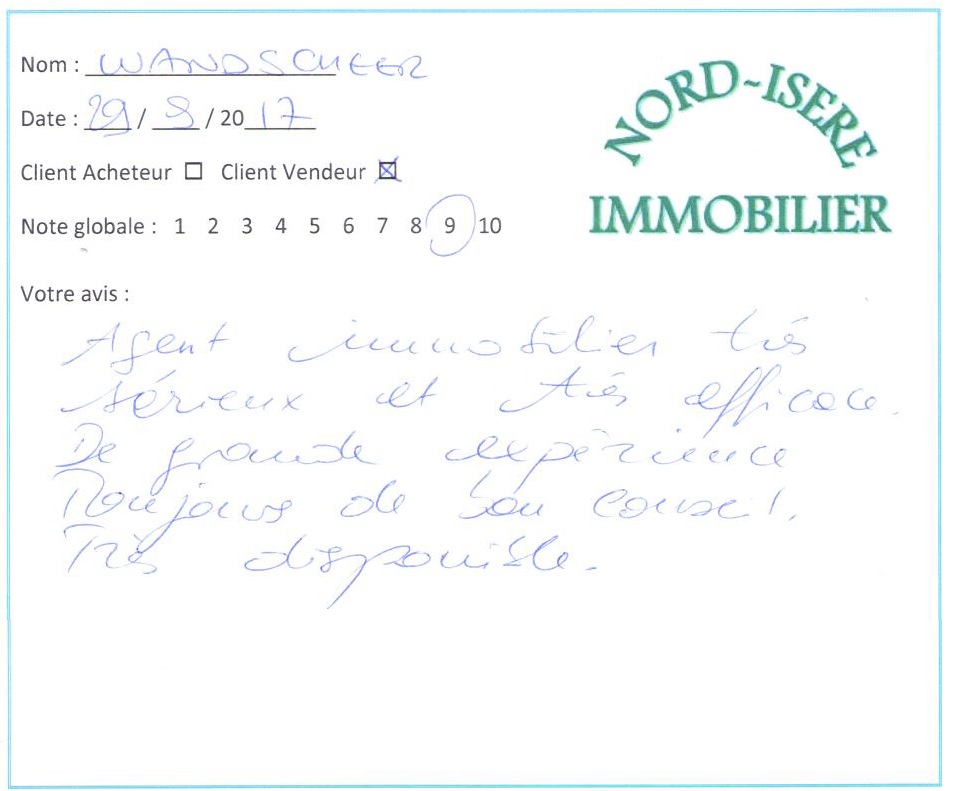 Nom : WANDSCHEER
NORD-ISERE
IMMOBILIER
Date : 29 / 9 / 2017
Client Acheteur ☐ Client Vendeur ☒
Note globale : 1 2 3 4 5 6 7 8 9 10
Votre avis :
Agent immobilier très
sérieux et très efficace.
De grande expérience
Toujours de bon conseil.
Très disponible.